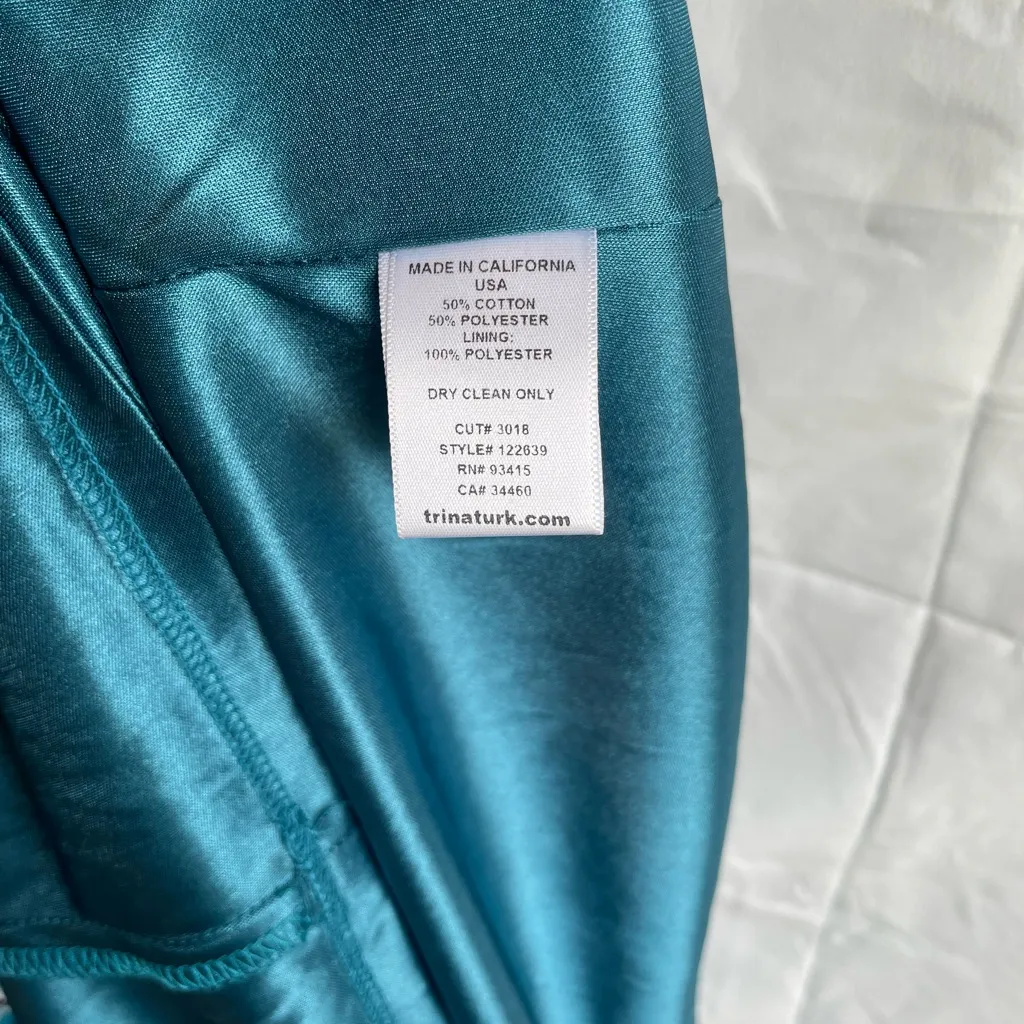 MADE IN CALIFORNIA
USA
50% COTTON
50% POLYESTER
LINING:
100% POLYESTER
DRY CLEAN ONLY
CUT# 3018
STYLE# 122639
RN# 93415
CA# 34460
trinaturk.com